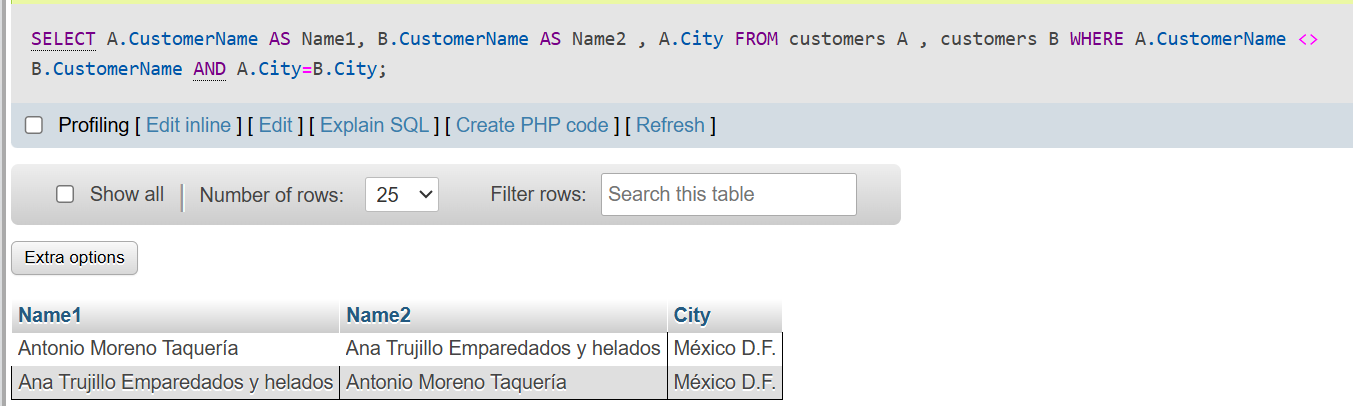 SELECT A.CustomerName AS Name1, B.CustomerName AS Name2 , A.City FROM customers A , customers B WHERE A.CustomerName <>
B.CustomerName AND A.City=B.City;
Profiling [ Edit inline ] [ Edit ] [ Explain SQL ] [ Create PHP code ] [ Refresh ]
Show all | Number of rows: 25 Filter rows: Search this table
Extra options
Name1 Name2 City
Antonio Moreno Taquería Ana Trujillo Emparedados y helados México D.F.
Ana Trujillo Emparedados y helados Antonio Moreno Taquería México D.F.